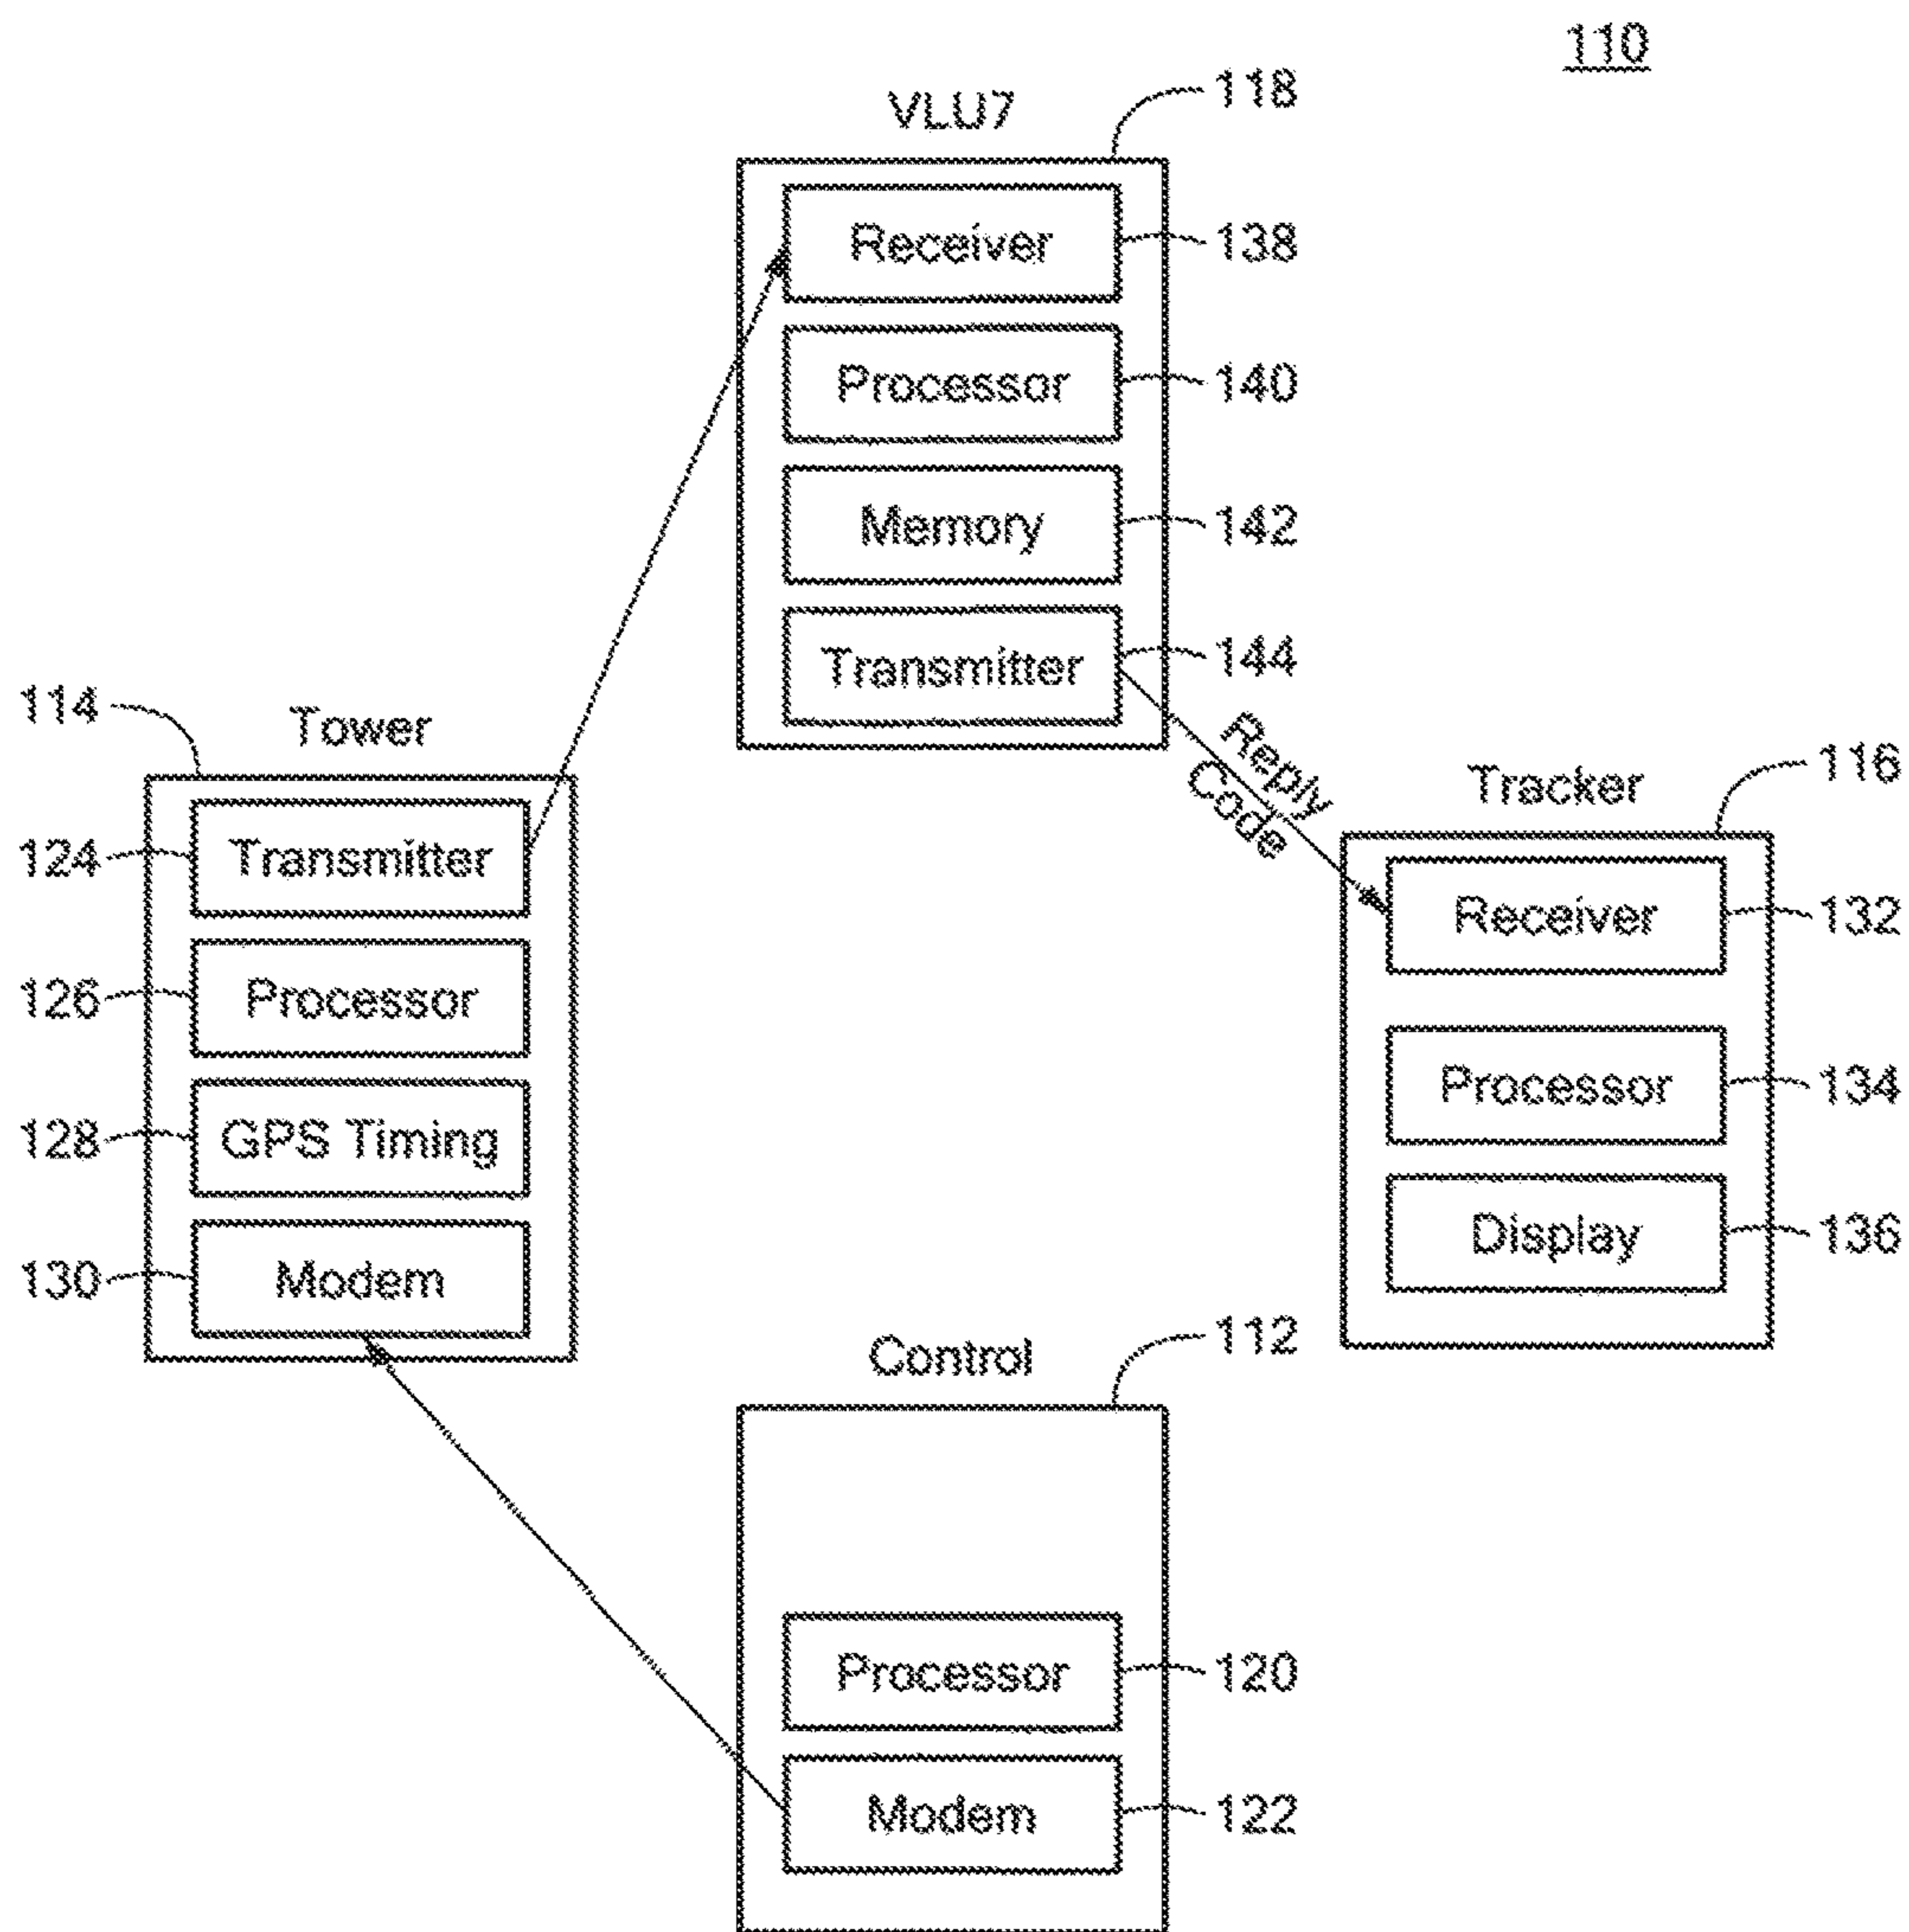 110
VLU7
118
Receiver
138
Processor
140
Memory
142
Transmitter
144
Reply
Code
114
Tower
124
Transmitter
126
Processor
128
GPS Timing
130
Modem
Tracker
116
Receiver
132
Processor
134
Display
136
Control
112
Processor
120
Modem
122